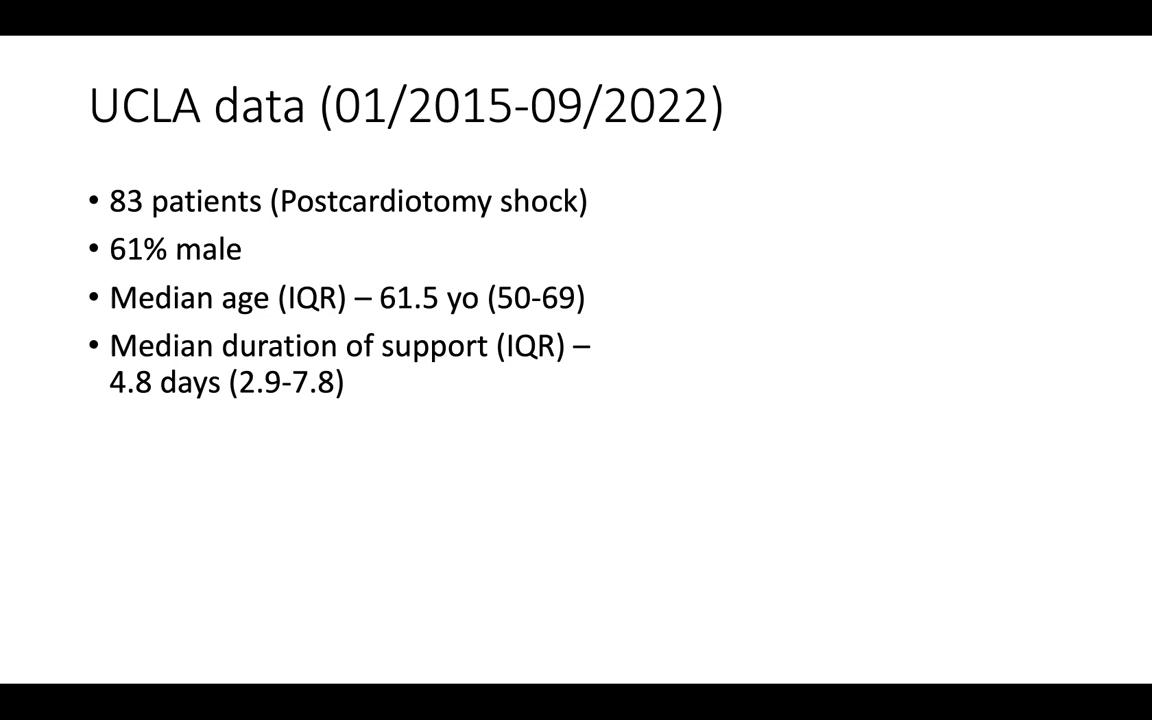 UCLA data (01/2015-09/2022)
• 83 patients (Postcardiotomy shock)
• 61% male
• Median age (IQR) – 61.5 yo (50-69)
• Median duration of support (IQR) –
4.8 days (2.9-7.8)